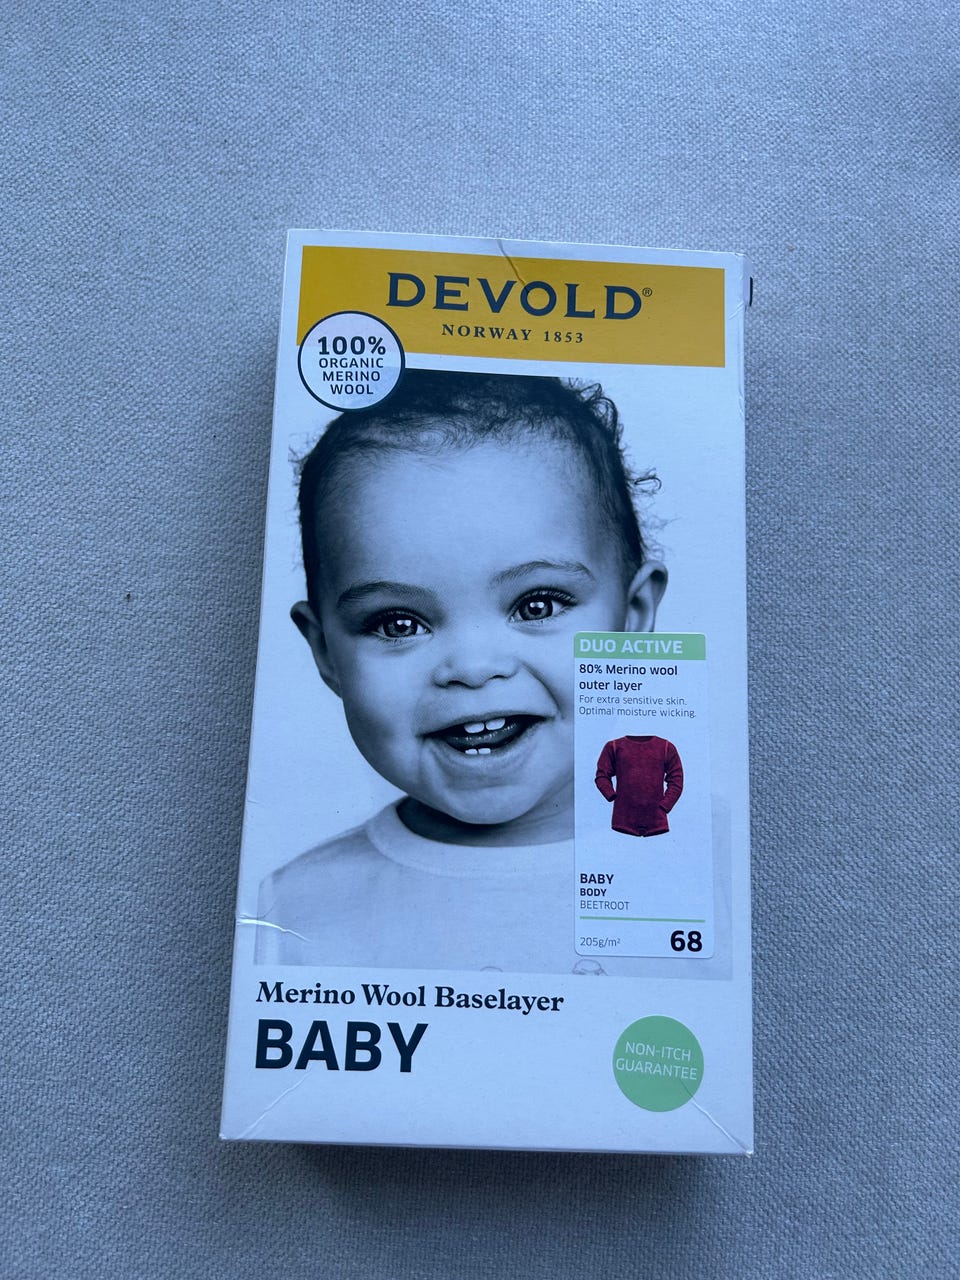 DEVOLD®
NORWAY 1853
100%
ORGANIC
MERINO
WOOL
DUO ACTIVE
80% Merino wool
outer layer
For extra sensitive skin.
Optimal moisture wicking.
BABY
BODY
BEETROOT
205g/m²
68
Merino Wool Baselayer
BABY
NON-ITCH
GUARANTEE